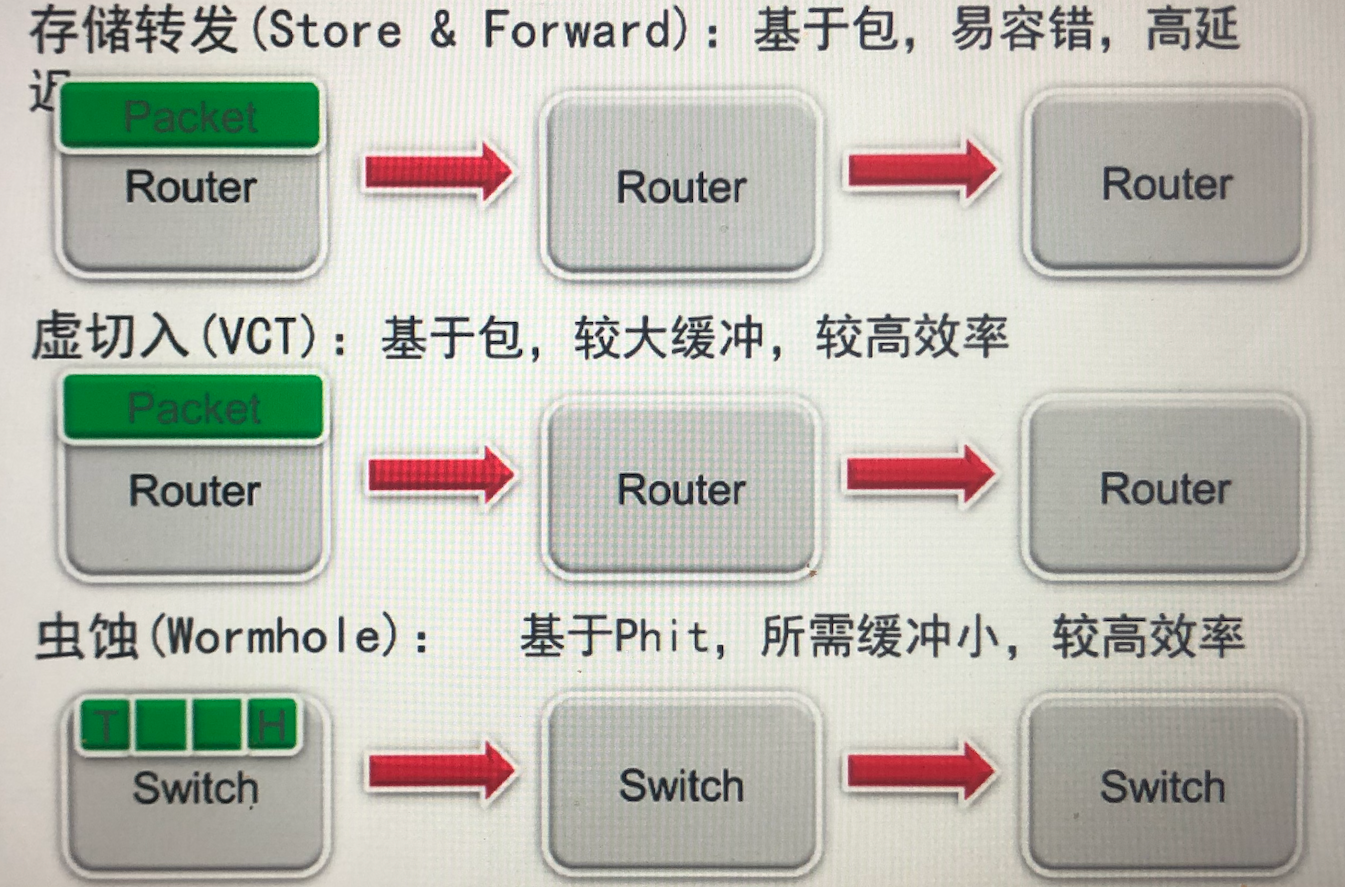 存储转发(Store & Forward)：基于包，易容错，高延
迟
Packet
Router
Router
Router
虚切入(VCT)：基于包，较大缓冲，较高效率
Packet
Router
Router
Router
虫蚀(Wormhole)： 基于Phit，所需缓冲小，较高效率
T H
Switch
Switch
Switch